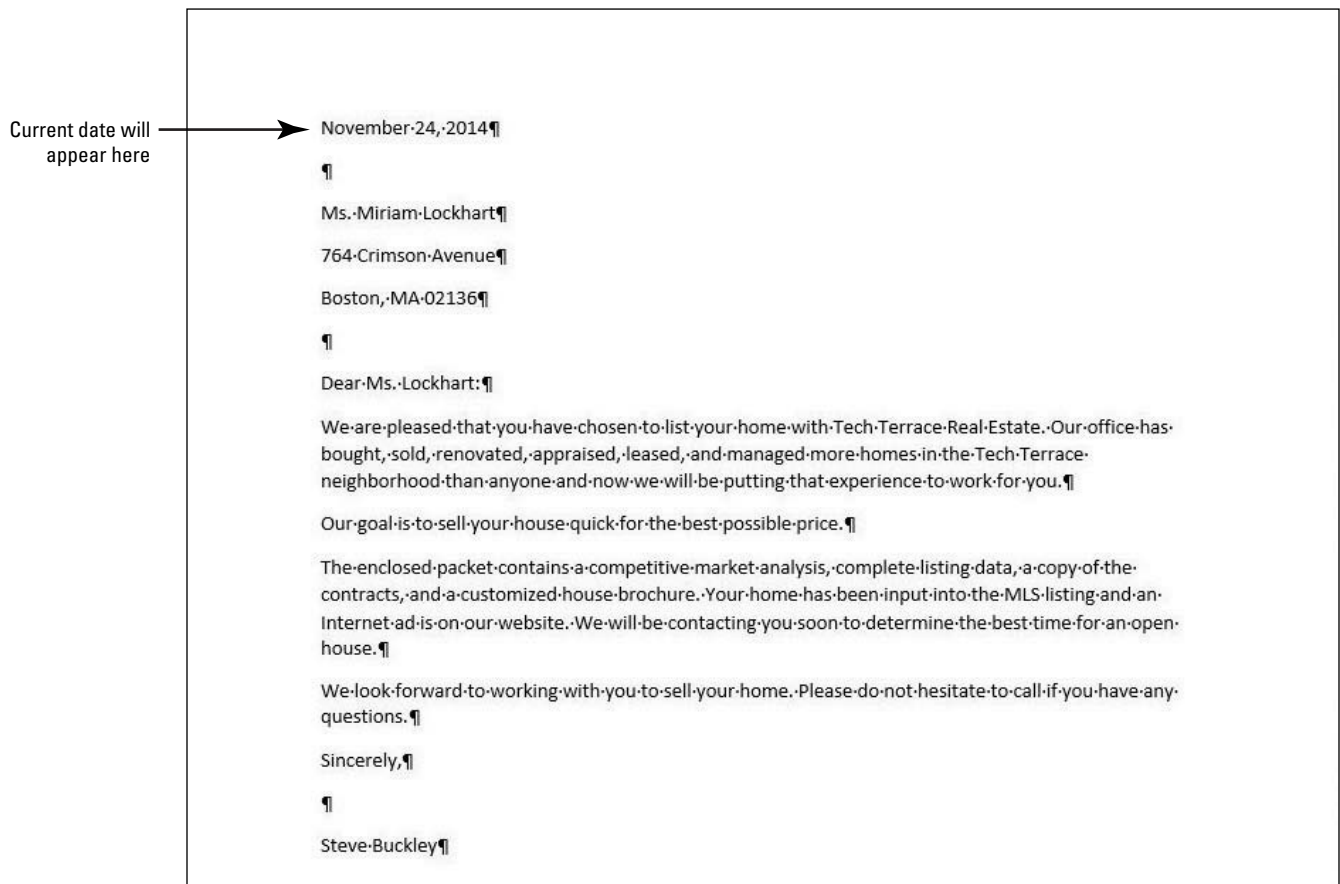 Current date will
appear here
November·24,·2014¶
¶
Ms.·Miriam·Lockhart¶
764·Crimson·Avenue¶
Boston,·MA·02136¶
¶
Dear·Ms.·Lockhart:¶
We·are·pleased·that·you·have·chosen·to·list·your·home·with·Tech·Terrace·Real·Estate.·Our·office·has·
bought,·sold,·renovated,·appraised,·leased,·and·managed·more·homes·in·the·Tech·Terrace·
neighborhood·than·anyone·and·now·we·will·be·putting·that·experience·to·work·for·you.¶
Our·goal·is·to·sell·your·house·quick·for·the·best·possible·price.¶
The·enclosed·packet·contains·a·competitive·market·analysis,·complete·listing·data,·a·copy·of·the·
contracts,·and·a·customized·house·brochure.·Your·home·has·been·input·into·the·MLS·listing·and·an·
Internet·ad·is·on·our·website.·We·will·be·contacting·you·soon·to·determine·the·best·time·for·an·open·
house.¶
We·look·forward·to·working·with·you·to·sell·your·home.·Please·do·not·hesitate·to·call·if·you·have·any·
questions.¶
Sincerely,¶
¶
Steve·Buckley¶